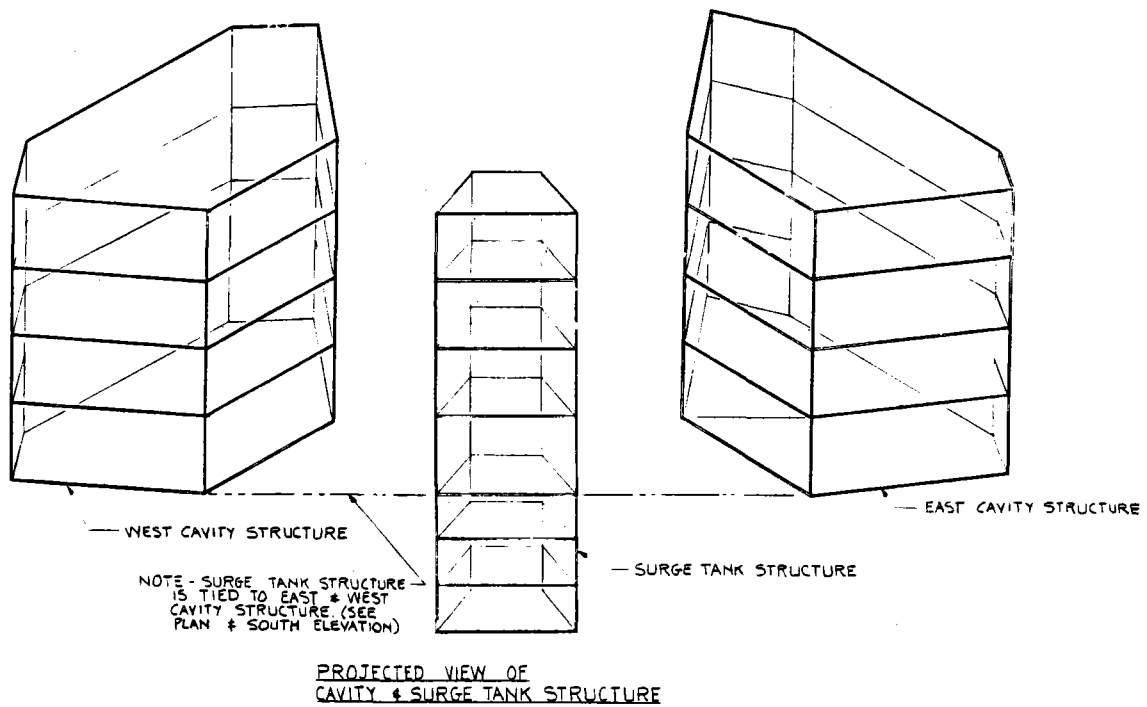 WEST CAVITY STRUCTURE
EAST CAVITY STRUCTURE
SURGE TANK STRUCTURE
NOTE - SURGE TANK STRUCTURE
IS TIED TO EAST & WEST
CAVITY STRUCTURE. (SEE
PLAN & SOUTH ELEVATION)
PROJECTED VIEW OF
CAVITY & SURGE TANK STRUCTURE